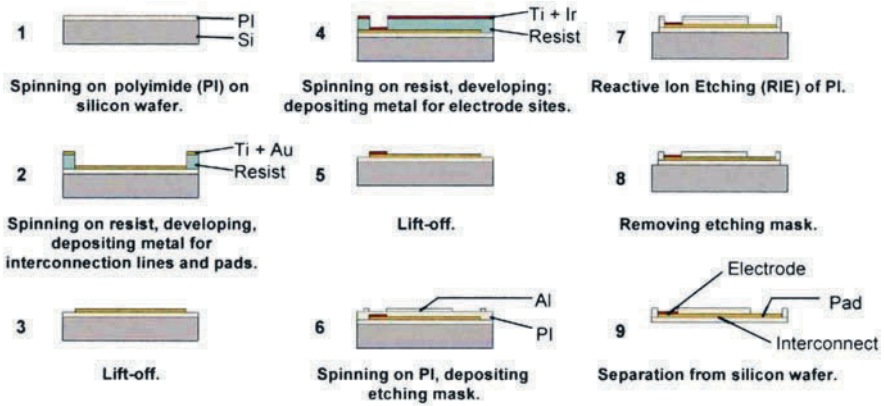 1
PI
Si
Spinning on polyimide (PI) on
silicon wafer.
2
Ti + Au
Resist
Spinning on resist, developing,
depositing metal for
interconnection lines and pads.
3
Lift-off.
4
Ti + Ir
Resist
Spinning on resist, developing;
depositing metal for electrode sites.
5
Lift-off.
6
Al
PI
Spinning on PI, depositing
etching mask.
7
Reactive Ion Etching (RIE) of PI.
8
Removing etching mask.
9
Electrode
Pad
Interconnect
Separation from silicon wafer.